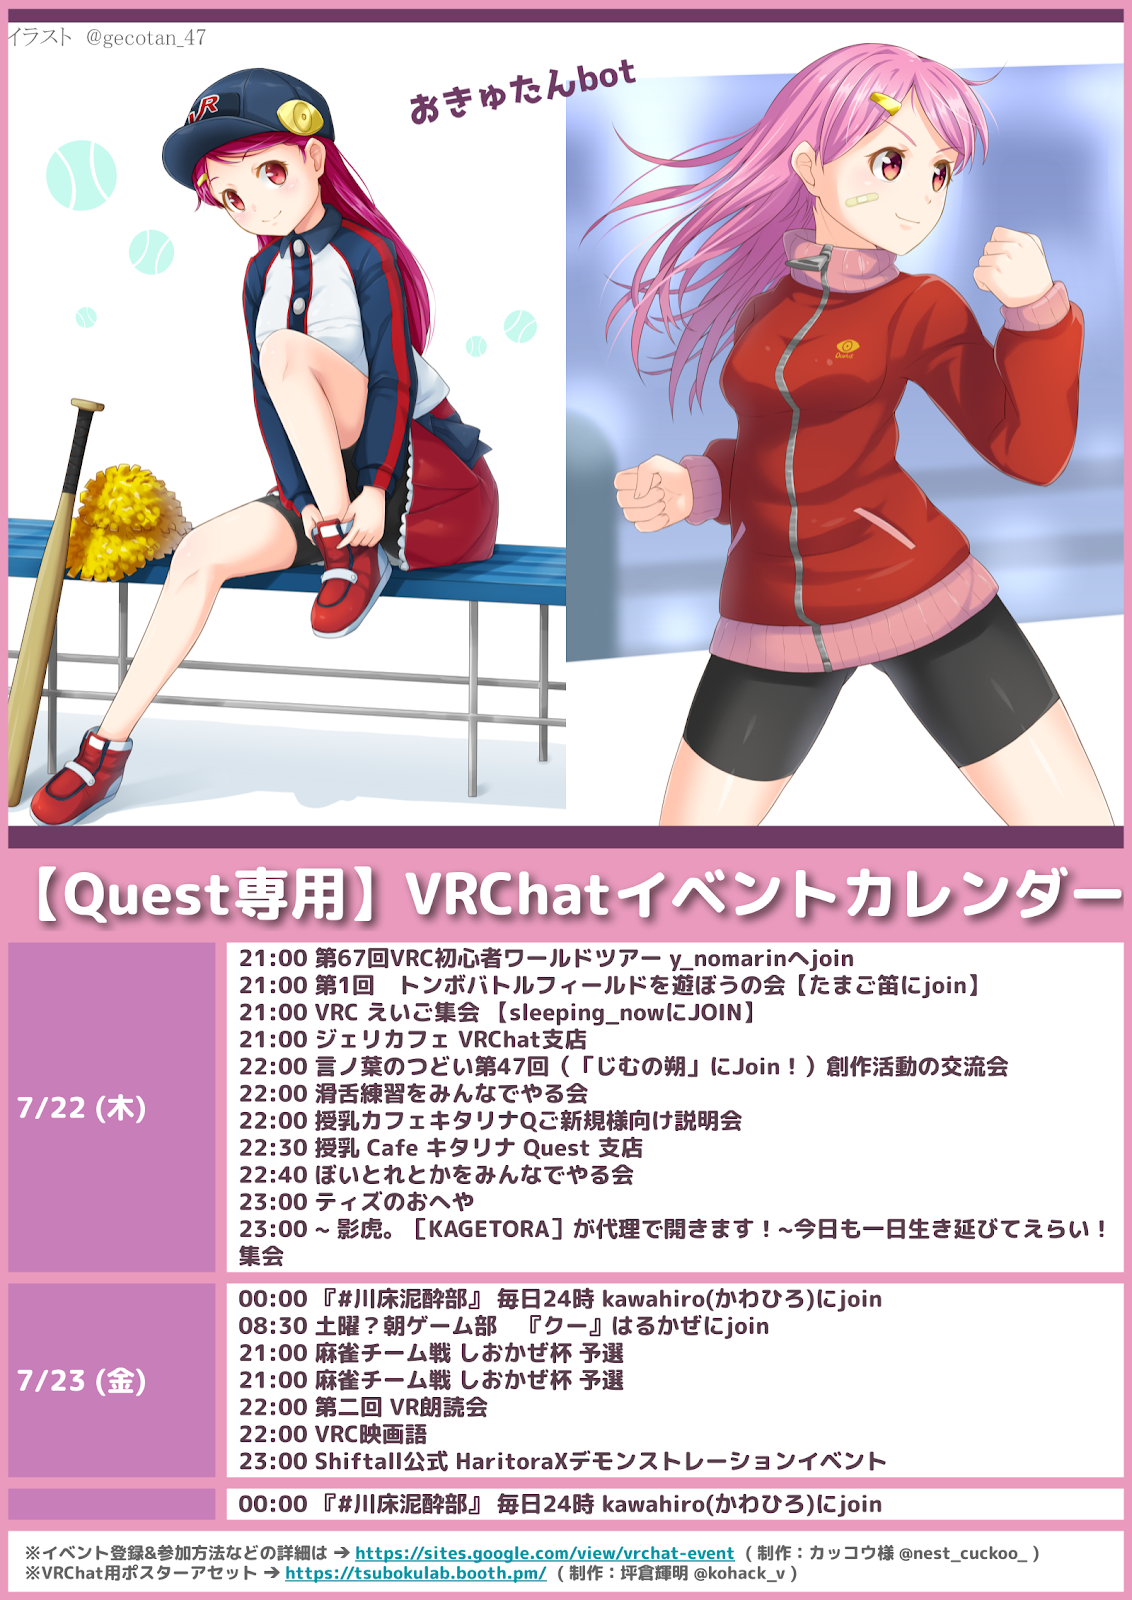 イラスト @gecotan_47
おきゅたんbot
VR
Quest
【Quest専用】VRChatイベントカレンダー
7/22 (木)
21:00 第67回VRC初心者ワールドツアー y_nomarinへjoin
21:00 第1回　トンボバトルフィールドを遊ぼうの会【たまご笛にjoin】
21:00 VRC えいご集会 【sleeping_nowにJOIN】
21:00 ジェリカフェ VRChat支店
22:00 言ノ葉のつどい第47回（「じむの朔」にJoin！）創作活動の交流会
22:00 滑舌練習をみんなでやる会
22:00 授乳カフェキタリナQご新規様向け説明会
22:30 授乳 Cafe キタリナ Quest 支店
22:40 ぼいとれとかをみんなでやる会
23:00 ティズのおへや
23:00 ~ 影虎。［KAGETORA］が代理で開きます！~今日も一日生き延びてえらい！
集会
7/23 (金)
00:00 『#川床泥酔部』 毎日24時 kawahiro(かわひろ)にjoin
08:30 土曜？朝ゲーム部　『クー』はるかぜにjoin
21:00 麻雀チーム戦 しおかぜ杯 予選
21:00 麻雀チーム戦 しおかぜ杯 予選
22:00 第二回 VR朗読会
22:00 VRC映画語
23:00 Shiftall公式 HaritoraXデモンストレーションイベント
00:00 『#川床泥酔部』 毎日24時 kawahiro(かわひろ)にjoin
※イベント登録&参加方法などの詳細は → https://sites.google.com/view/vrchat-event （制作：カッコウ様 @nest_cuckoo_）
※VRChat用ポスターアセット → https://tsubokulab.booth.pm/ （制作：坪倉輝明 @kohack_v）